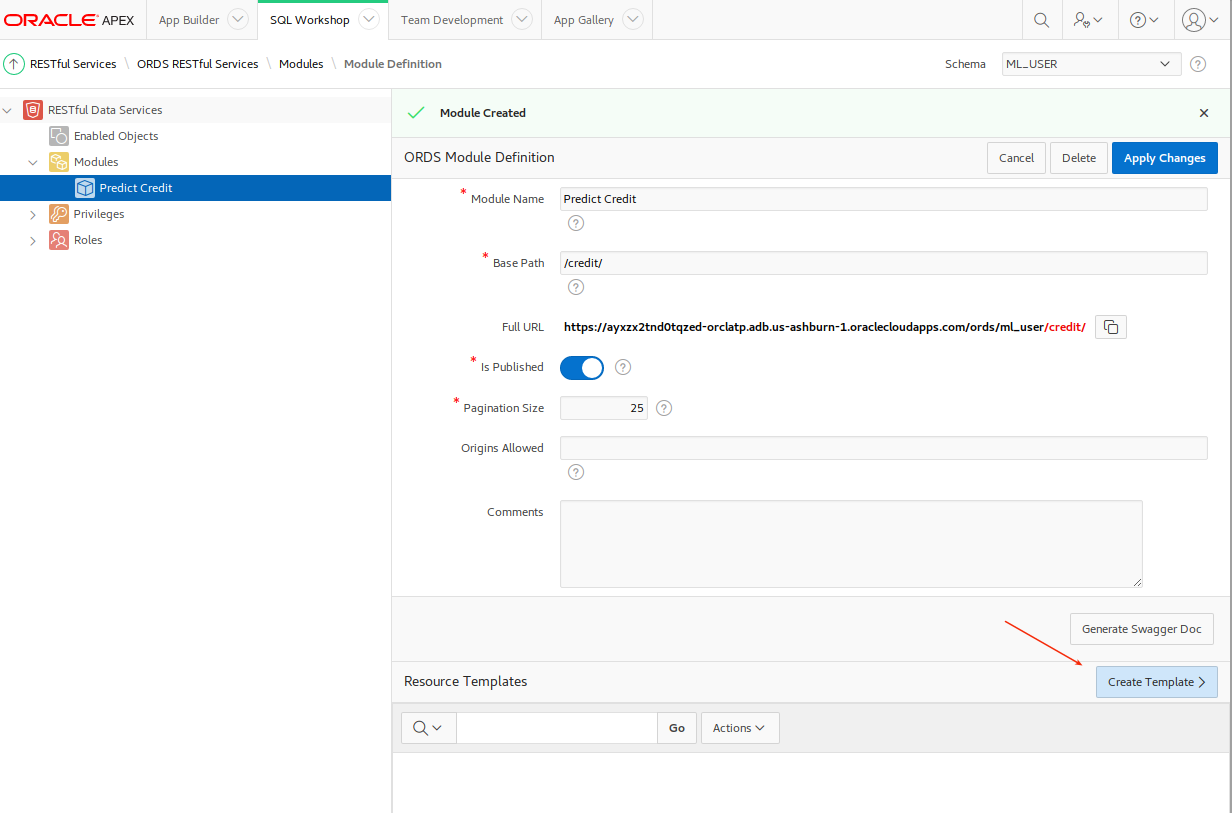 ORACLE APEX App Builder SQL Workshop Team Development App Gallery
RESTful Services \ ORDS RESTful Services \ Modules \ Module Definition Schema ML_USER
RESTful Data Services
Enabled Objects
Modules
Predict Credit
Privileges
Roles
Module Created
ORDS Module Definition Cancel Delete Apply Changes
* Module Name Predict Credit
* Base Path /credit/
Full URL https://ayxzx2tnd0tqzed-orclatp.adb.us-ashburn-1.oraclecloudapps.com/ords/ml_user/credit/
* Is Published
* Pagination Size 25
Origins Allowed
Comments
Generate Swagger Doc
Resource Templates Create Template
Go Actions